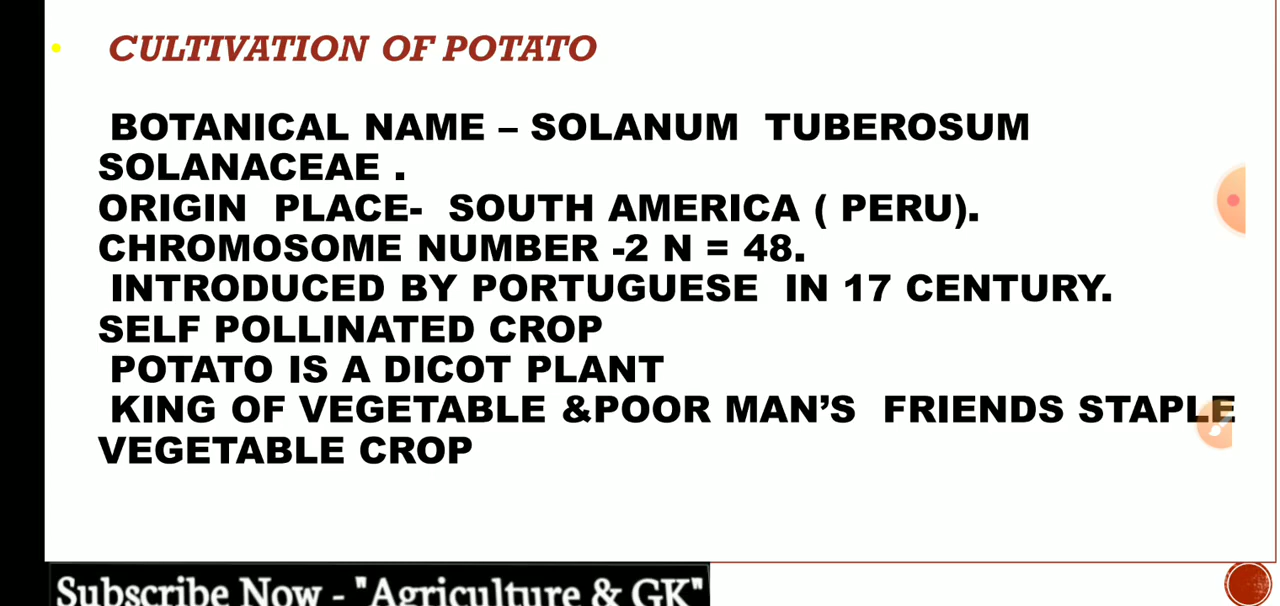 CULTIVATION OF POTATO
BOTANICAL NAME – SOLANUM TUBEROSUM
SOLANACEAE .
ORIGIN PLACE- SOUTH AMERICA ( PERU).
CHROMOSOME NUMBER -2 N = 48.
INTRODUCED BY PORTUGUESE IN 17 CENTURY.
SELF POLLINATED CROP
POTATO IS A DICOT PLANT
KING OF VEGETABLE &POOR MAN’S FRIENDS STAPLE
VEGETABLE CROP
Subscribe Now - "Agriculture & GK"